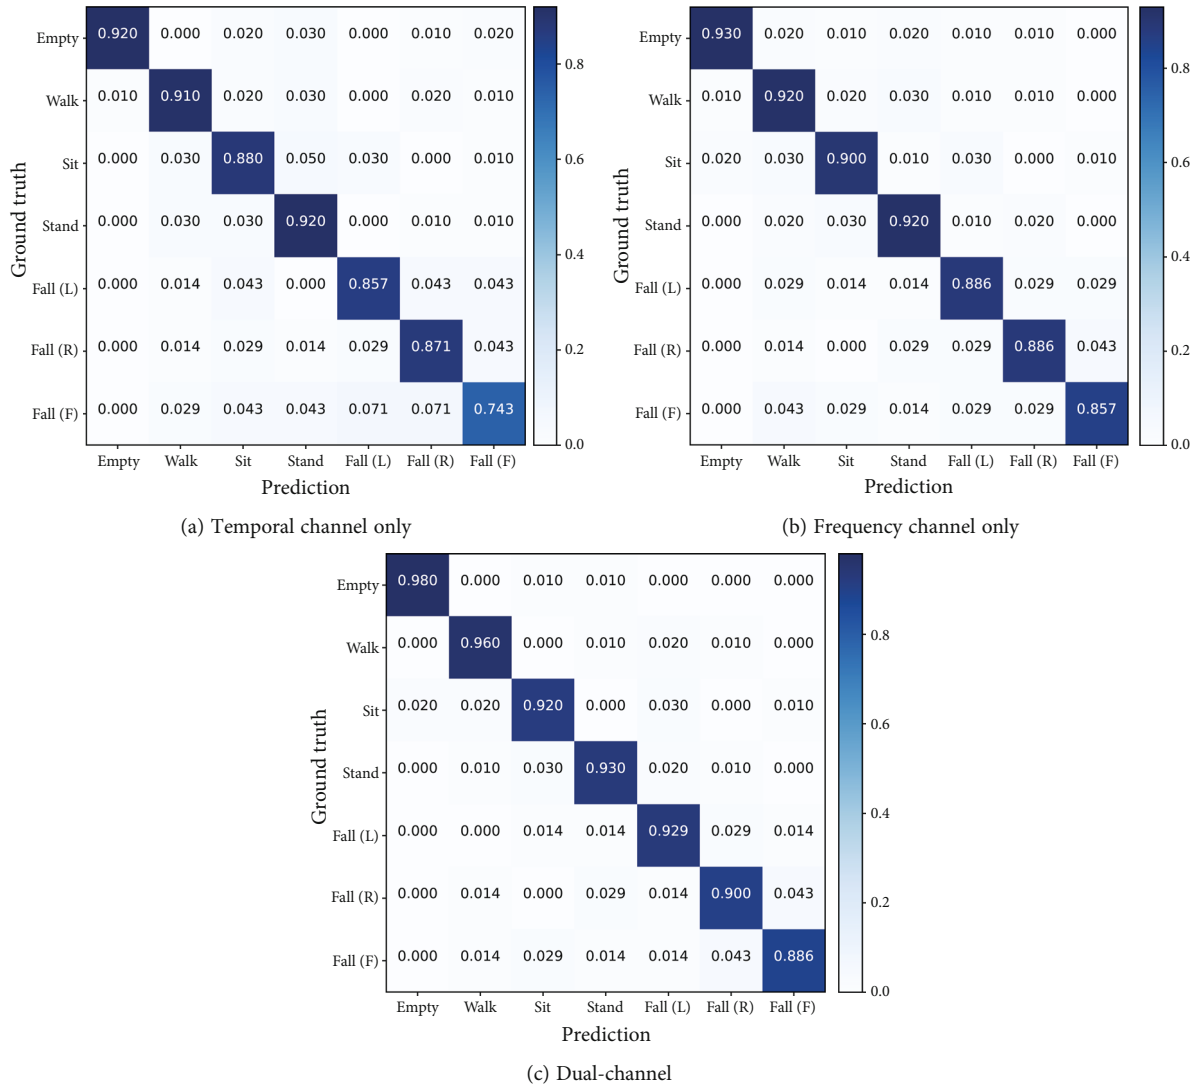 Ground truth
Empty 0.920 0.000 0.020 0.030 0.000 0.010 0.020
Walk 0.010 0.910 0.020 0.030 0.000 0.020 0.010
Sit 0.000 0.030 0.880 0.050 0.030 0.000 0.010
Stand 0.000 0.030 0.030 0.920 0.000 0.010 0.010
Fall (L) 0.000 0.014 0.043 0.000 0.857 0.043 0.043
Fall (R) 0.000 0.014 0.029 0.014 0.029 0.871 0.043
Fall (F) 0.000 0.029 0.043 0.043 0.071 0.071 0.743
Empty Walk Sit Stand Fall (L) Fall (R) Fall (F)
Prediction
0.8
0.6
0.4
0.2
0.0
(a) Temporal channel only
Ground truth
Empty 0.930 0.020 0.010 0.020 0.010 0.010 0.000
Walk 0.010 0.920 0.020 0.030 0.010 0.010 0.000
Sit 0.020 0.030 0.900 0.010 0.030 0.000 0.010
Stand 0.000 0.020 0.030 0.920 0.010 0.020 0.000
Fall (L) 0.000 0.029 0.014 0.014 0.886 0.029 0.029
Fall (R) 0.000 0.014 0.000 0.029 0.029 0.886 0.043
Fall (F) 0.000 0.043 0.029 0.014 0.029 0.029 0.857
Empty Walk Sit Stand Fall (L) Fall (R) Fall (F)
Prediction
0.8
0.6
0.4
0.2
0.0
(b) Frequency channel only
Ground truth
Empty 0.980 0.000 0.010 0.010 0.000 0.000 0.000
Walk 0.000 0.960 0.000 0.010 0.020 0.010 0.000
Sit 0.020 0.020 0.920 0.000 0.030 0.000 0.010
Stand 0.000 0.010 0.030 0.930 0.020 0.010 0.000
Fall (L) 0.000 0.000 0.014 0.014 0.929 0.029 0.014
Fall (R) 0.000 0.014 0.000 0.029 0.014 0.900 0.043
Fall (F) 0.000 0.014 0.029 0.014 0.014 0.043 0.886
Empty Walk Sit Stand Fall (L) Fall (R) Fall (F)
Prediction
0.8
0.6
0.4
0.2
0.0
(c) Dual-channel